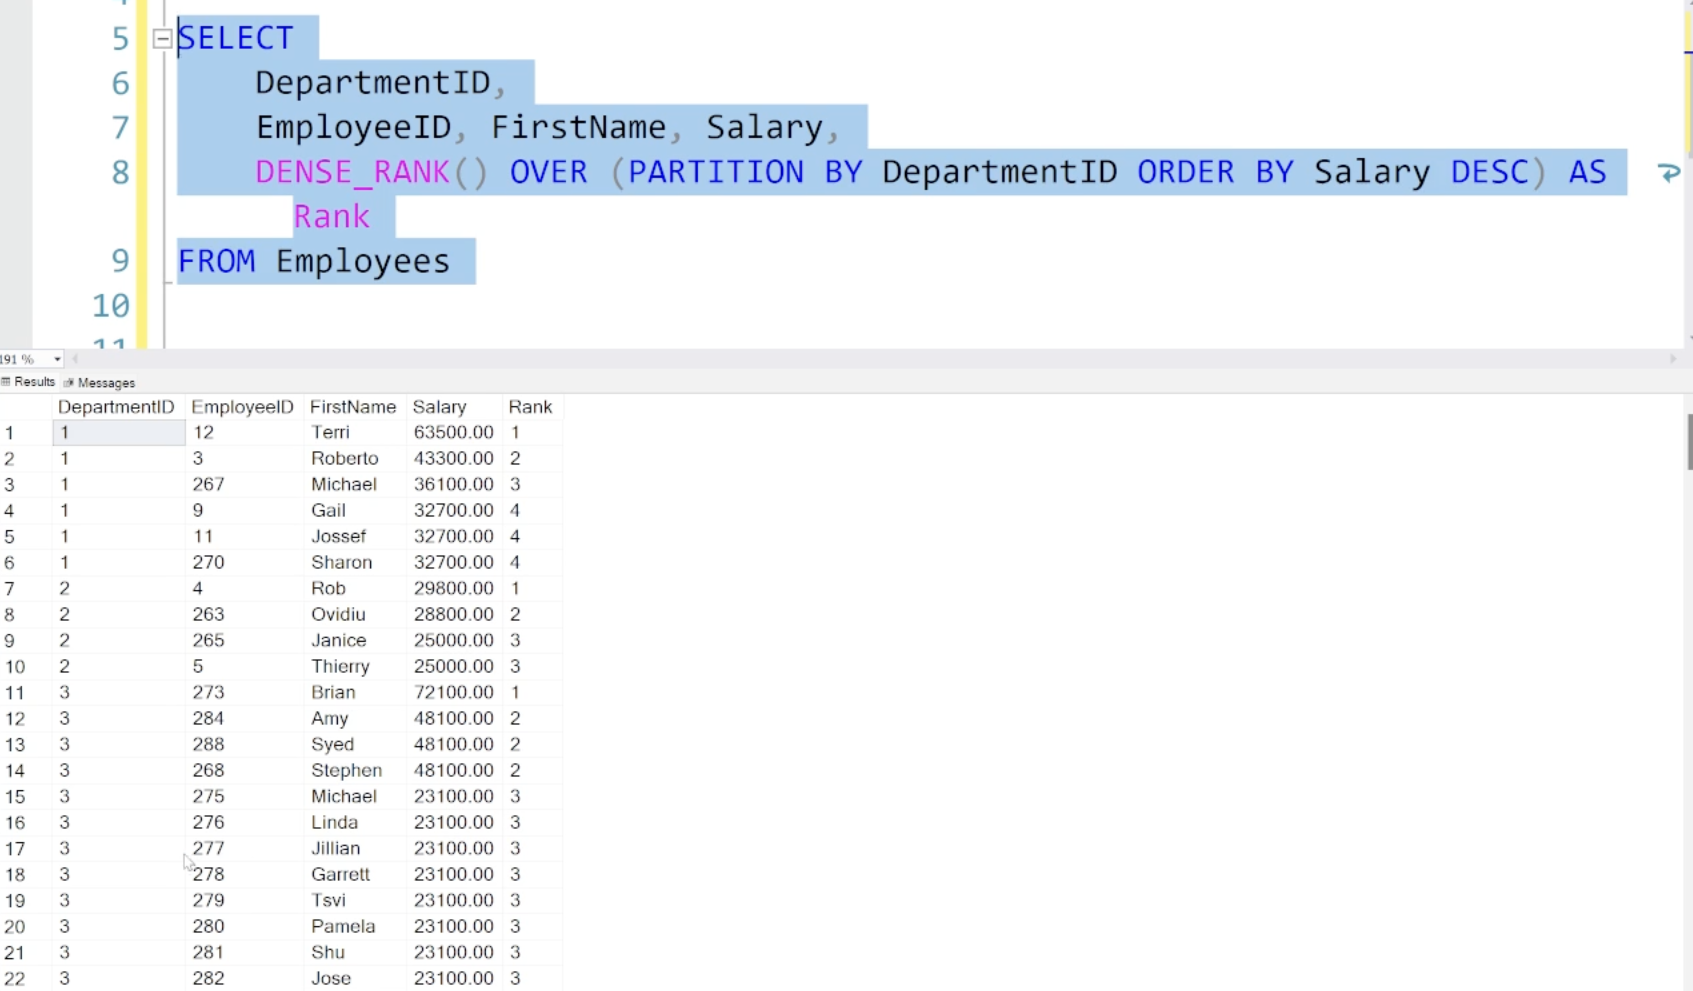 5 SELECT
6 DepartmentID,
7 EmployeeID, FirstName, Salary,
8 DENSE_RANK() OVER (PARTITION BY DepartmentID ORDER BY Salary DESC) AS
Rank
9 FROM Employees
10
11
191 %
Results Messages
DepartmentID EmployeeID FirstName Salary Rank
1 1 12 Terri 63500.00 1
2 1 3 Roberto 43300.00 2
3 1 267 Michael 36100.00 3
4 1 9 Gail 32700.00 4
5 1 11 Jossef 32700.00 4
6 1 270 Sharon 32700.00 4
7 2 4 Rob 29800.00 1
8 2 263 Ovidiu 28800.00 2
9 2 265 Janice 25000.00 3
10 2 5 Thierry 25000.00 3
11 3 273 Brian 72100.00 1
12 3 284 Amy 48100.00 2
13 3 288 Syed 48100.00 2
14 3 268 Stephen 48100.00 2
15 3 275 Michael 23100.00 3
16 3 276 Linda 23100.00 3
17 3 277 Jillian 23100.00 3
18 3 278 Garrett 23100.00 3
19 3 279 Tsvi 23100.00 3
20 3 280 Pamela 23100.00 3
21 3 281 Shu 23100.00 3
22 3 282 Jose 23100.00 3